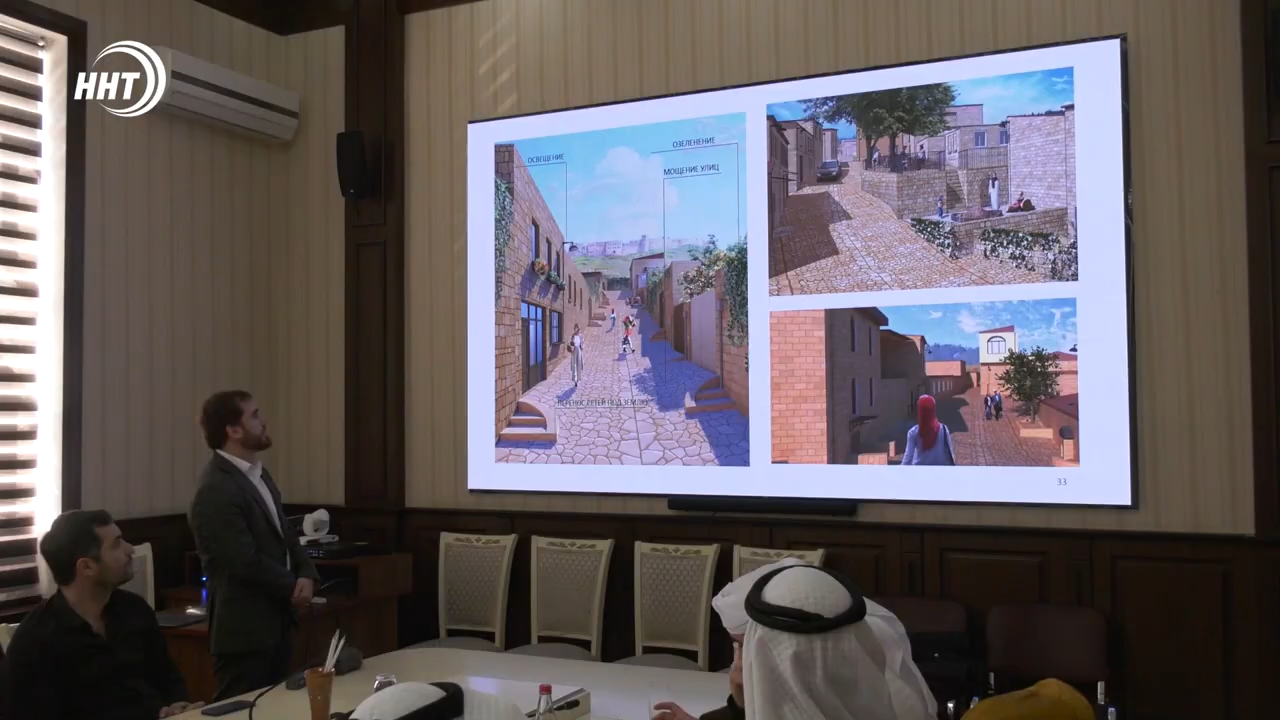 ННТ
ОСВЕЩЕНИЕ
ОЗЕЛЕНЕНИЕ
МОЩЕНИЕ УЛИЦ
ПЕРЕНОС СЕТЕЙ ПОД ЗЕМЛЮ
33